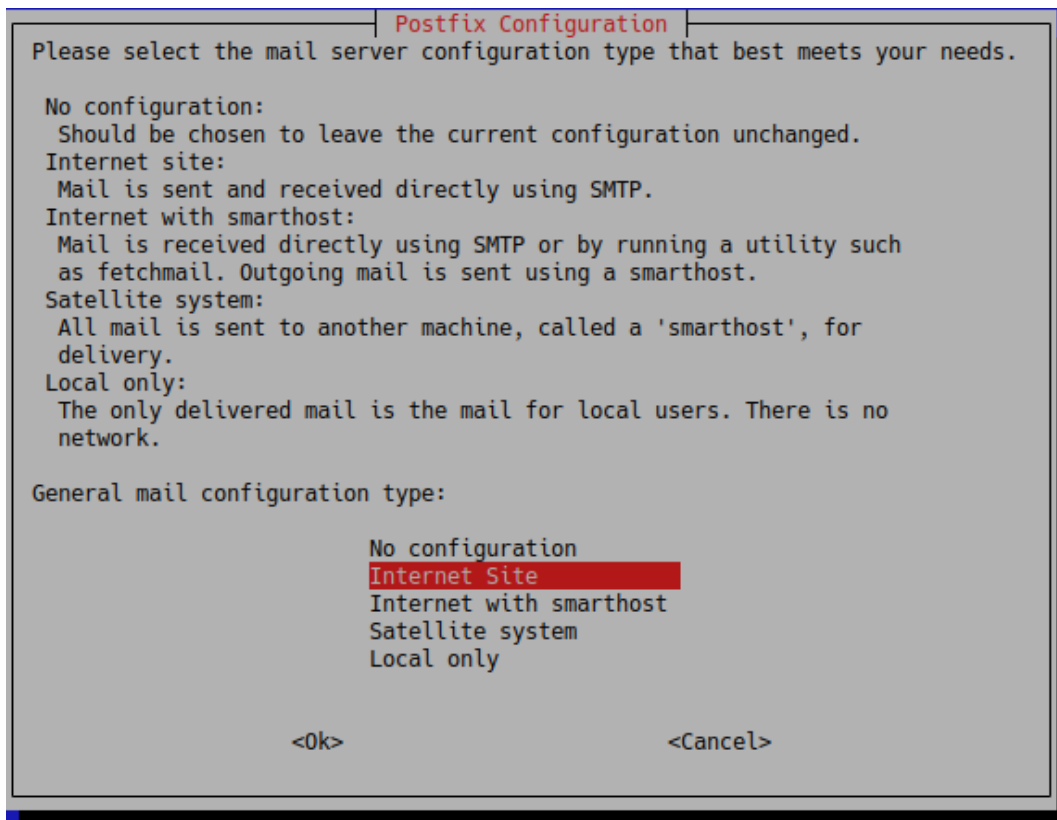 Postfix Configuration
Please select the mail server configuration type that best meets your needs.
No configuration:
Should be chosen to leave the current configuration unchanged.
Internet site:
Mail is sent and received directly using SMTP.
Internet with smarthost:
Mail is received directly using SMTP or by running a utility such
as fetchmail. Outgoing mail is sent using a smarthost.
Satellite system:
All mail is sent to another machine, called a 'smarthost', for
delivery.
Local only:
The only delivered mail is the mail for local users. There is no
network.
General mail configuration type:
No configuration
Internet Site
Internet with smarthost
Satellite system
Local only
<Ok> <Cancel>